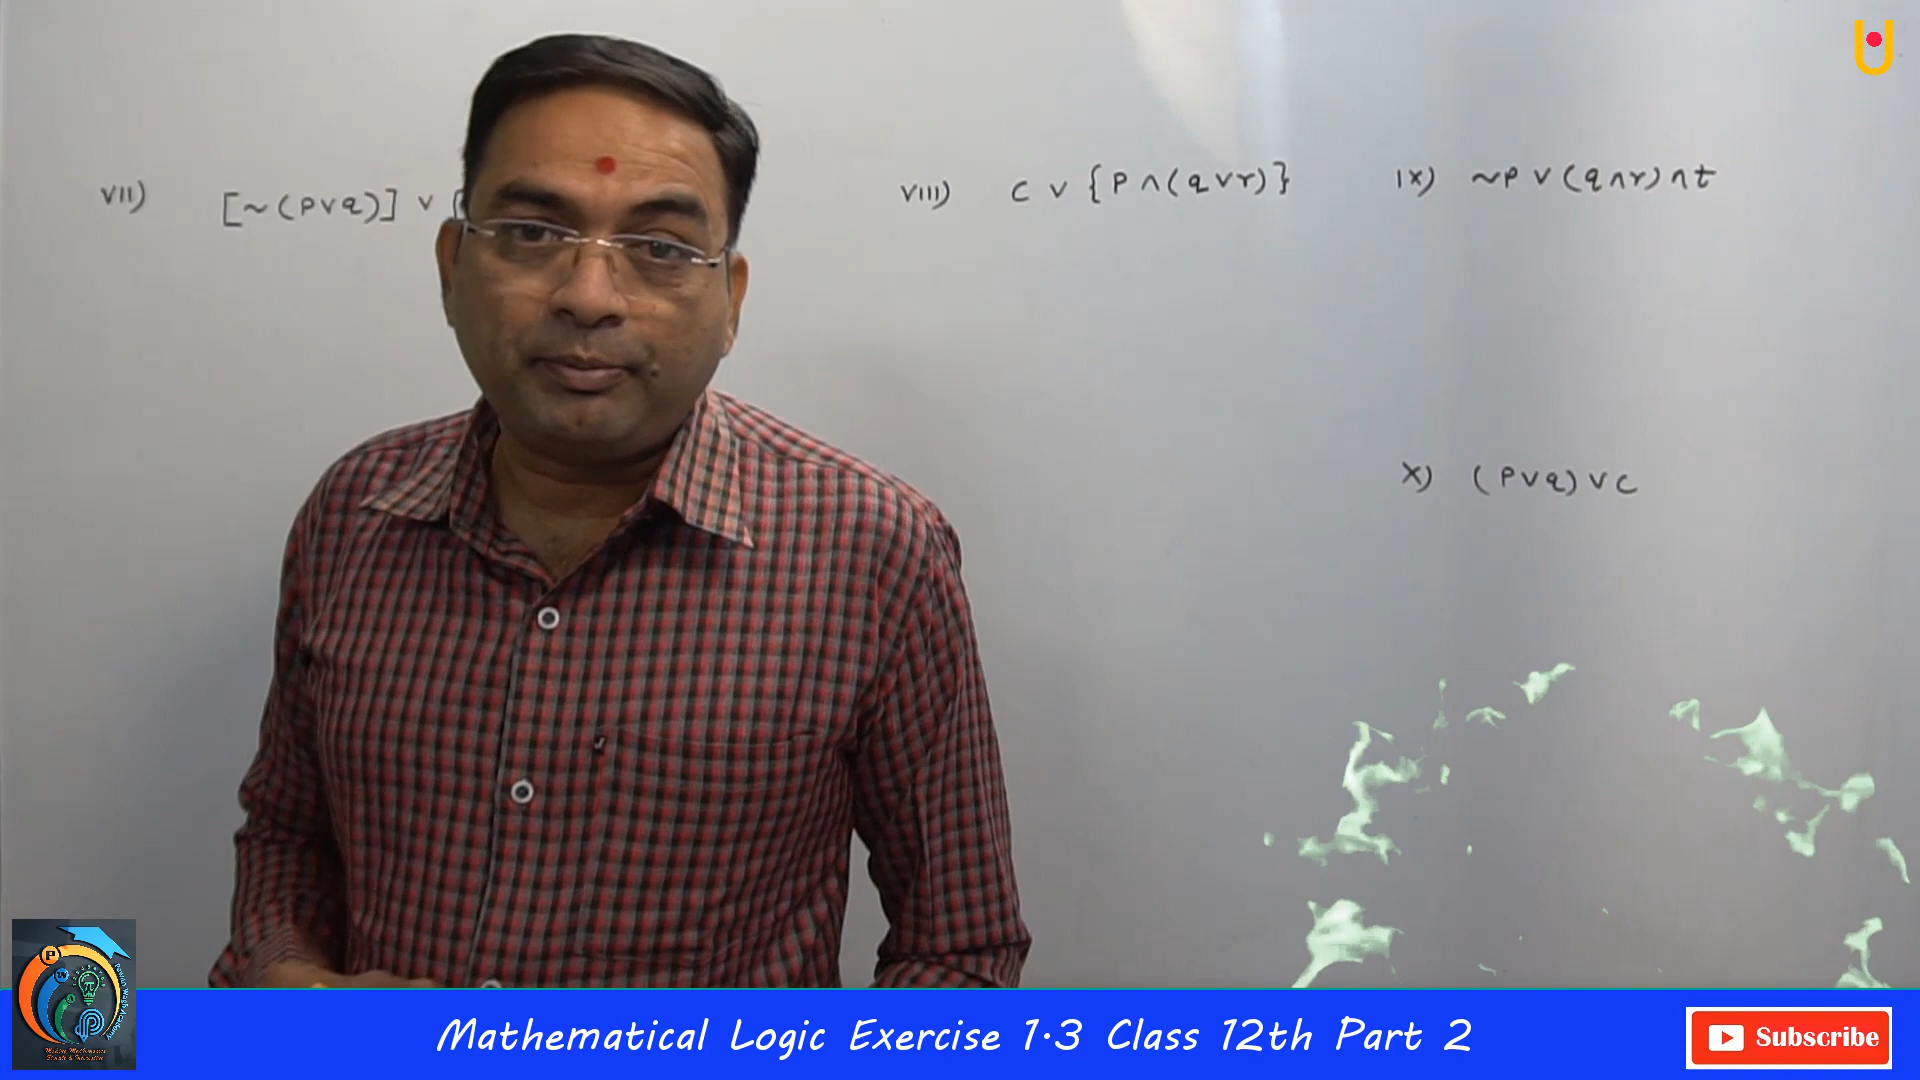 VII) [~(p∨q)] ∨ [
VIII) c ∨ {p ∧ (q∨r)}
IX) ~p ∨ (q∧r) ∧ t
X) (p∨q) ∨ c
Mathematical Logic Exercise 1.3 Class 12th Part 2
Subscribe